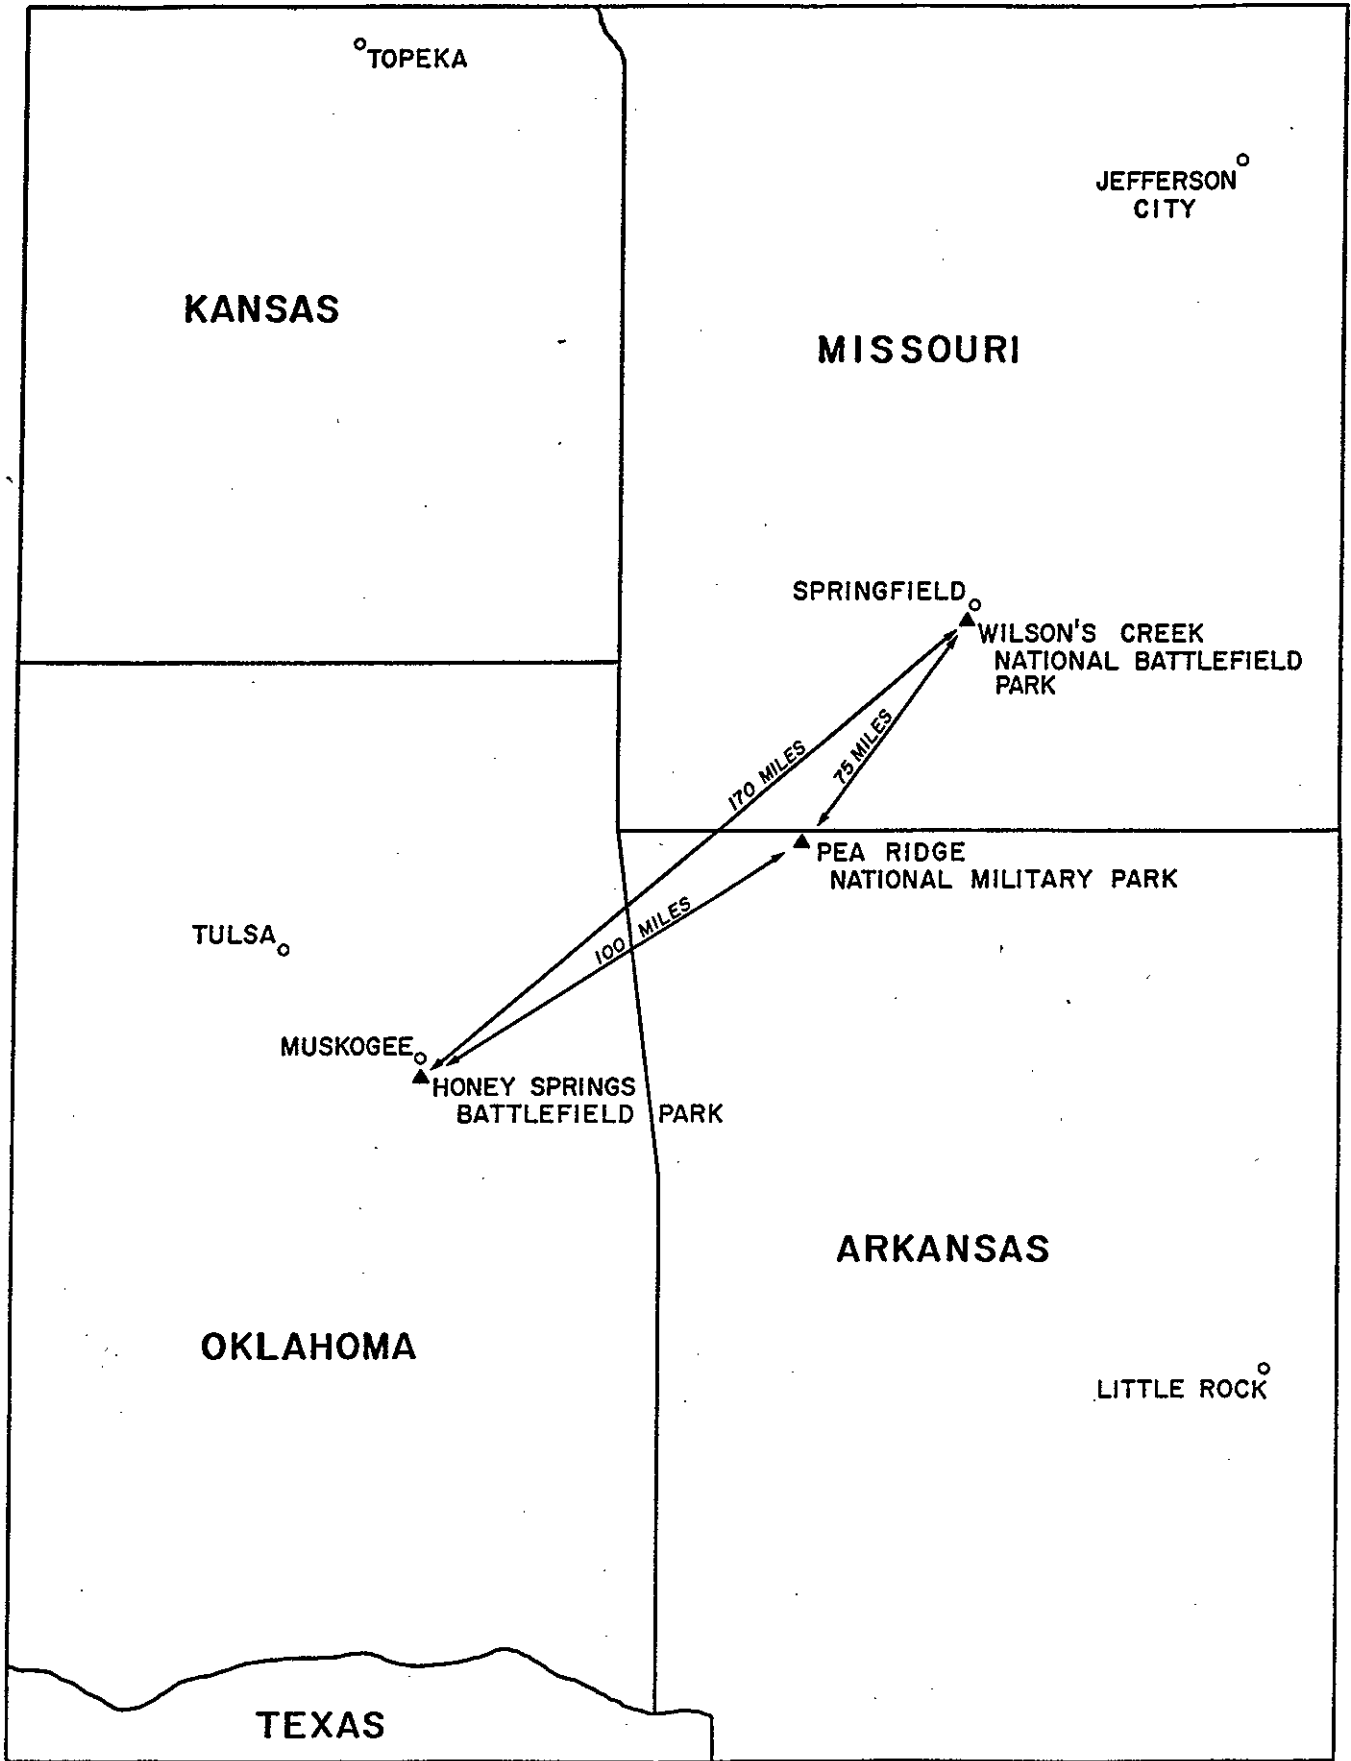 TOPEKA
JEFFERSON
CITY
KANSAS
MISSOURI
SPRINGFIELD
WILSON'S CREEK
NATIONAL BATTLEFIELD
PARK
170 MILES
75 MILES
PEA RIDGE
NATIONAL MILITARY PARK
100 MILES
TULSA
MUSKOGEE
HONEY SPRINGS
BATTLEFIELD PARK
ARKANSAS
OKLAHOMA
LITTLE ROCK
TEXAS